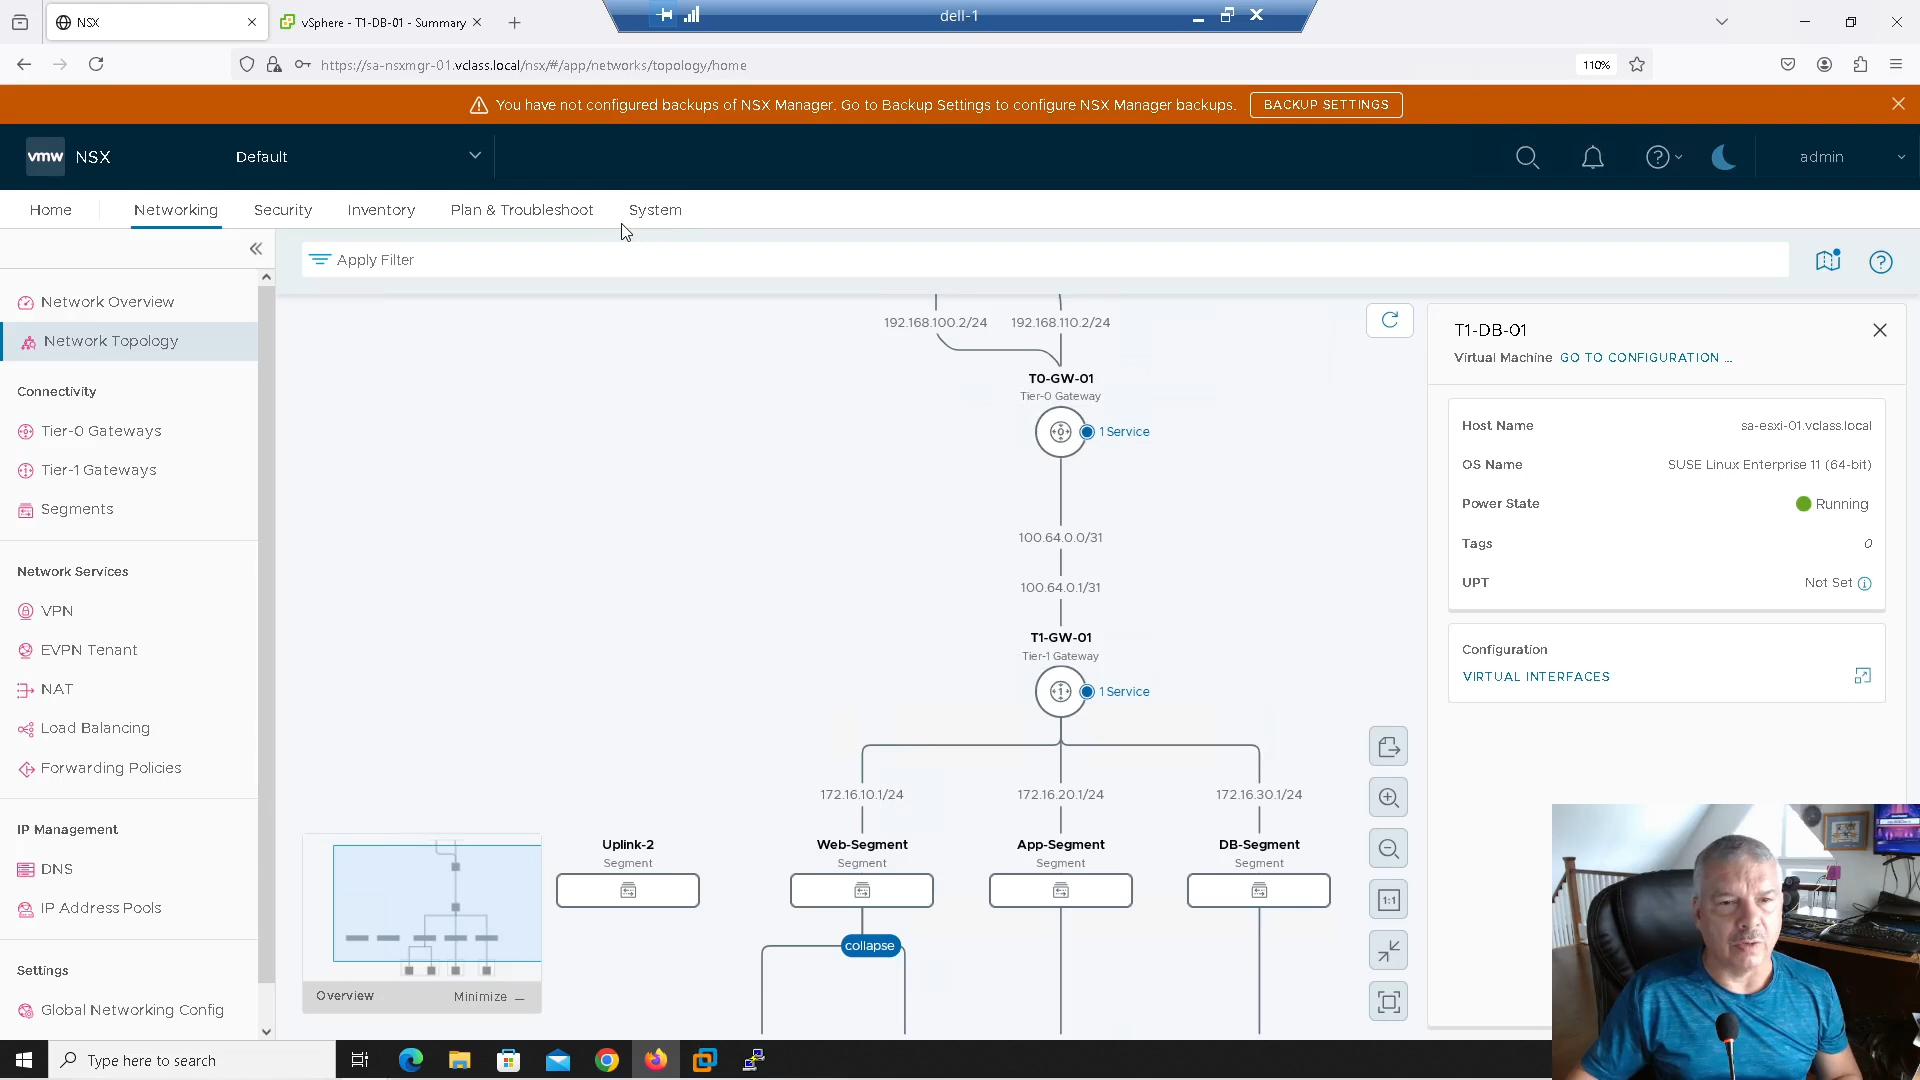 NSX
vSphere - T1-DB-01 - Summary
dell-1
https://sa-nsxmgr-01.vclass.local/nsx/#/app/networks/topology/home
110%
You have not configured backups of NSX Manager. Go to Backup Settings to configure NSX Manager backups.
BACKUP SETTINGS
vmw NSX
Default
admin
Home
Networking
Security
Inventory
Plan & Troubleshoot
System
Apply Filter
Network Overview
Network Topology
Connectivity
Tier-0 Gateways
Tier-1 Gateways
Segments
Network Services
VPN
EVPN Tenant
NAT
Load Balancing
Forwarding Policies
IP Management
DNS
IP Address Pools
Settings
Global Networking Config
192.168.100.2/24
192.168.110.2/24
T0-GW-01
Tier-0 Gateway
1 Service
100.64.0.0/31
100.64.0.1/31
T1-GW-01
Tier-1 Gateway
1 Service
172.16.10.1/24
172.16.20.1/24
172.16.30.1/24
Uplink-2
Segment
Web-Segment
Segment
App-Segment
Segment
DB-Segment
Segment
collapse
Overview
Minimize
1:1
T1-DB-01
Virtual Machine GO TO CONFIGURATION ...
Host Name sa-esxi-01.vclass.local
OS Name SUSE Linux Enterprise 11 (64-bit)
Power State Running
Tags 0
UPT Not Set
Configuration
VIRTUAL INTERFACES
Type here to search